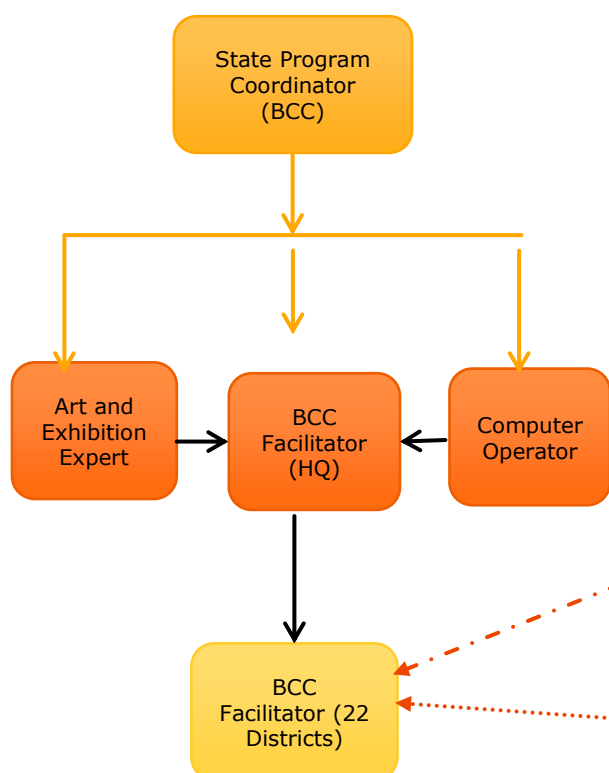 State Program
Coordinator
(BCC)
Art and
Exhibition
Expert
BCC
Facilitator
(HQ)
Computer
Operator
BCC
Facilitator (22
Districts)